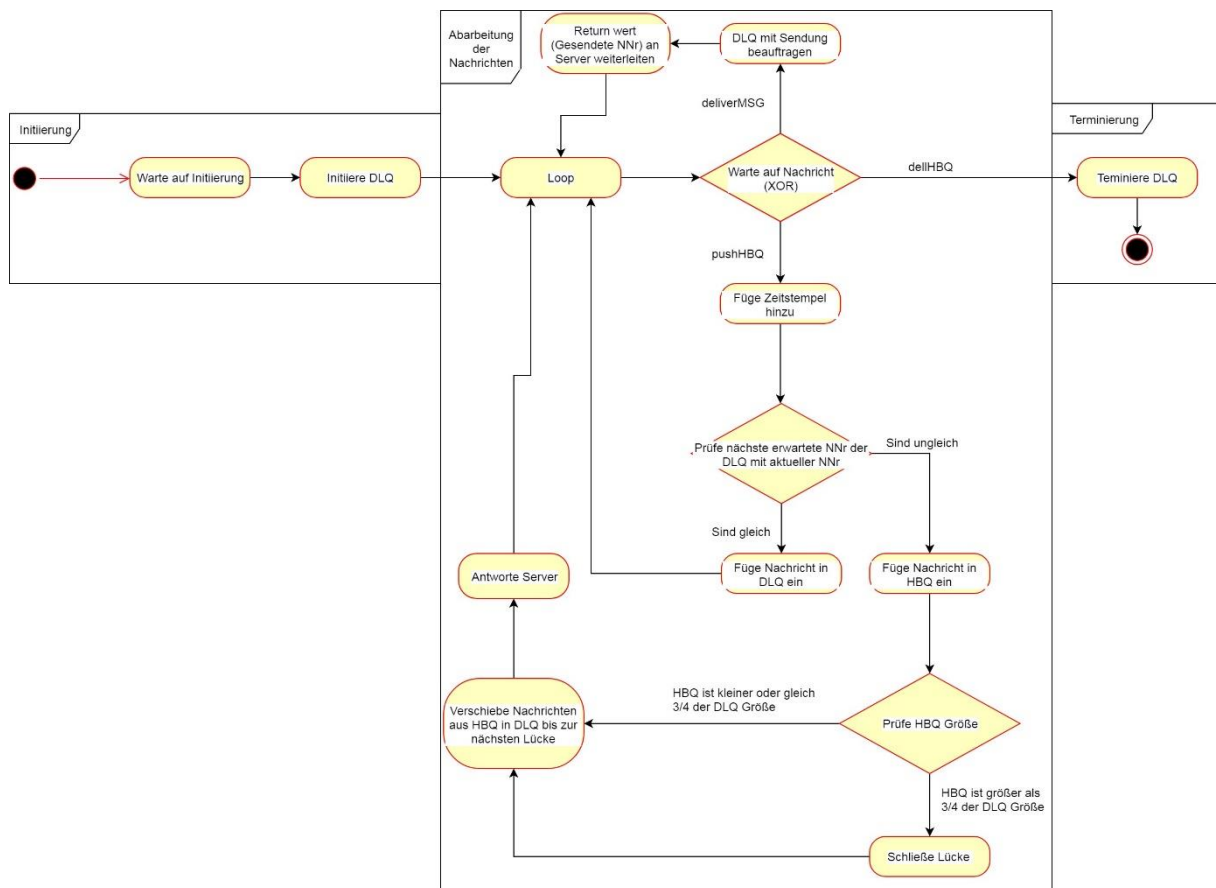 Abarbeitung
der
Nachrichten
Return wert
(Gesendete NNr) an
Server weiterleiten
DLQ mit Sendung
beauftragen
deliverMSG
Initiierung
Terminierung
Warte auf Initiierung
Initiiere DLQ
Loop
Warte auf Nachricht
(XOR)
dellHBQ
Teminiere DLQ
pushHBQ
Füge Zeitstempel
hinzu
Prüfe nächste erwartete NNr der
DLQ mit aktueller NNr
Sind ungleich
Sind gleich
Antworte Server
Füge Nachricht in
DLQ ein
Füge Nachricht in
HBQ ein
HBQ ist kleiner oder gleich
3/4 der DLQ Größe
Verschiebe Nachrichten
aus HBQ in DLQ bis zur
nächsten Lücke
Prüfe HBQ Größe
HBQ ist größer als
3/4 der DLQ Größe
Schließe Lücke